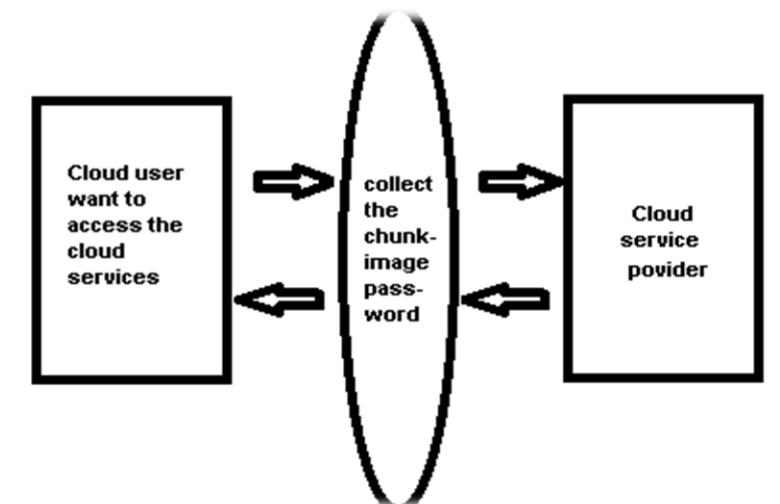 Cloud user
want to
access the
cloud
services
collect
the
chunk-
image
pass-
word
Cloud
service
povider